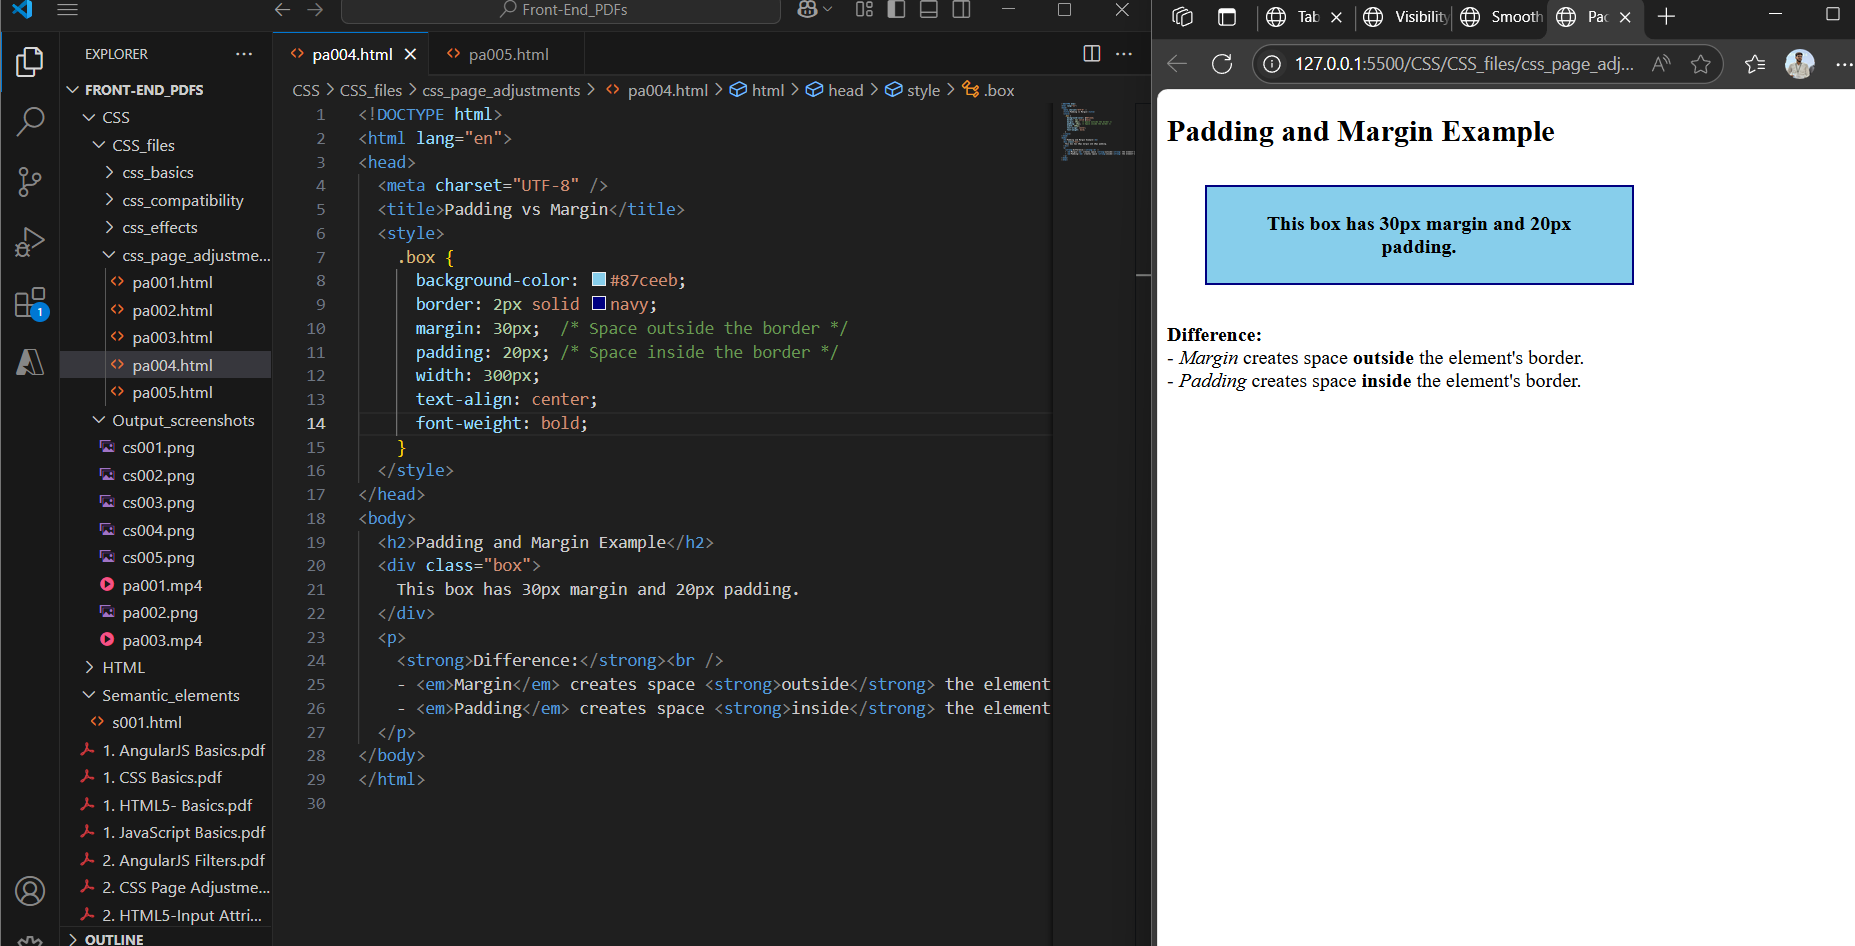 Front-End_PDFs
EXPLORER
FRONT-END_PDFS
CSS
CSS_files
css_basics
css_compatibility
css_effects
css_page_adjustme...
pa001.html
pa002.html
pa003.html
pa004.html
pa005.html
Output_screenshots
cs001.png
cs002.png
cs003.png
cs004.png
cs005.png
pa001.mp4
pa002.png
pa003.mp4
HTML
Semantic_elements
s001.html
1. AngularJS Basics.pdf
1. CSS Basics.pdf
1. HTML5- Basics.pdf
1. JavaScript Basics.pdf
2. AngularJS Filters.pdf
2. CSS Page Adjustme...
2. HTML5-Input Attri...
OUTLINE
1
pa004.html
pa005.html
CSS > CSS_files > css_page_adjustments > pa004.html > html > head > style > .box
1 <!DOCTYPE html>
2 <html lang="en">
3 <head>
4 <meta charset="UTF-8" />
5 <title>Padding vs Margin</title>
6 <style>
7 .box {
8 background-color: #87ceeb;
9 border: 2px solid navy;
10 margin: 30px; /* Space outside the border */
11 padding: 20px; /* Space inside the border */
12 width: 300px;
13 text-align: center;
14 font-weight: bold;
15 }
16 </style>
17 </head>
18 <body>
19 <h2>Padding and Margin Example</h2>
20 <div class="box">
21 This box has 30px margin and 20px padding.
22 </div>
23 <p>
24 <strong>Difference:</strong><br />
25 - <em>Margin</em> creates space <strong>outside</strong> the element
26 - <em>Padding</em> creates space <strong>inside</strong> the element
27 </p>
28 </body>
29 </html>
30
Tab
Visibility
Smooth
Pac
127.0.0.1:5500/CSS/CSS_files/css_page_adj...
Padding and Margin Example
This box has 30px margin and 20px
padding.
Difference:
- Margin creates space outside the element's border.
- Padding creates space inside the element's border.